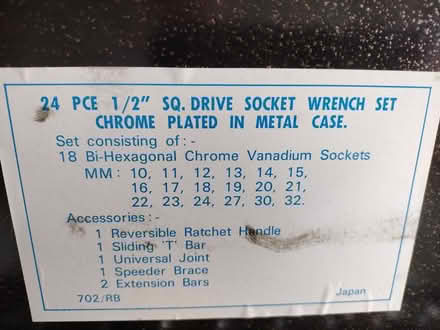 24 PCE 1/2" SQ. DRIVE SOCKET WRENCH SET
CHROME PLATED IN METAL CASE.
Set consisting of:-
18 Bi-Hexagonal Chrome Vanadium Sockets
MM: 10, 11, 12, 13, 14, 15,
16, 17, 18, 19, 20, 21,
22, 23, 24, 27, 30, 32.
Accessories:-
1 Reversible Ratchet Handle
1 Sliding 'T' Bar
1 Universal Joint
1 Speeder Brace
2 Extension Bars
702/RB Japan